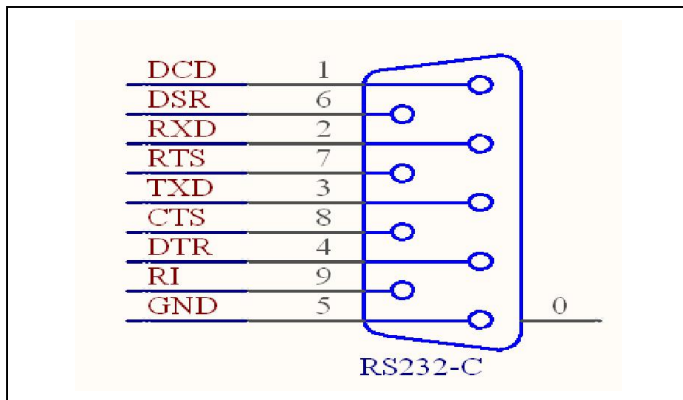 DCD 1
DSR 6
RXD 2
RTS 7
TXD 3
CTS 8
DTR 4
RI 9
GND 5 0
RS232-C